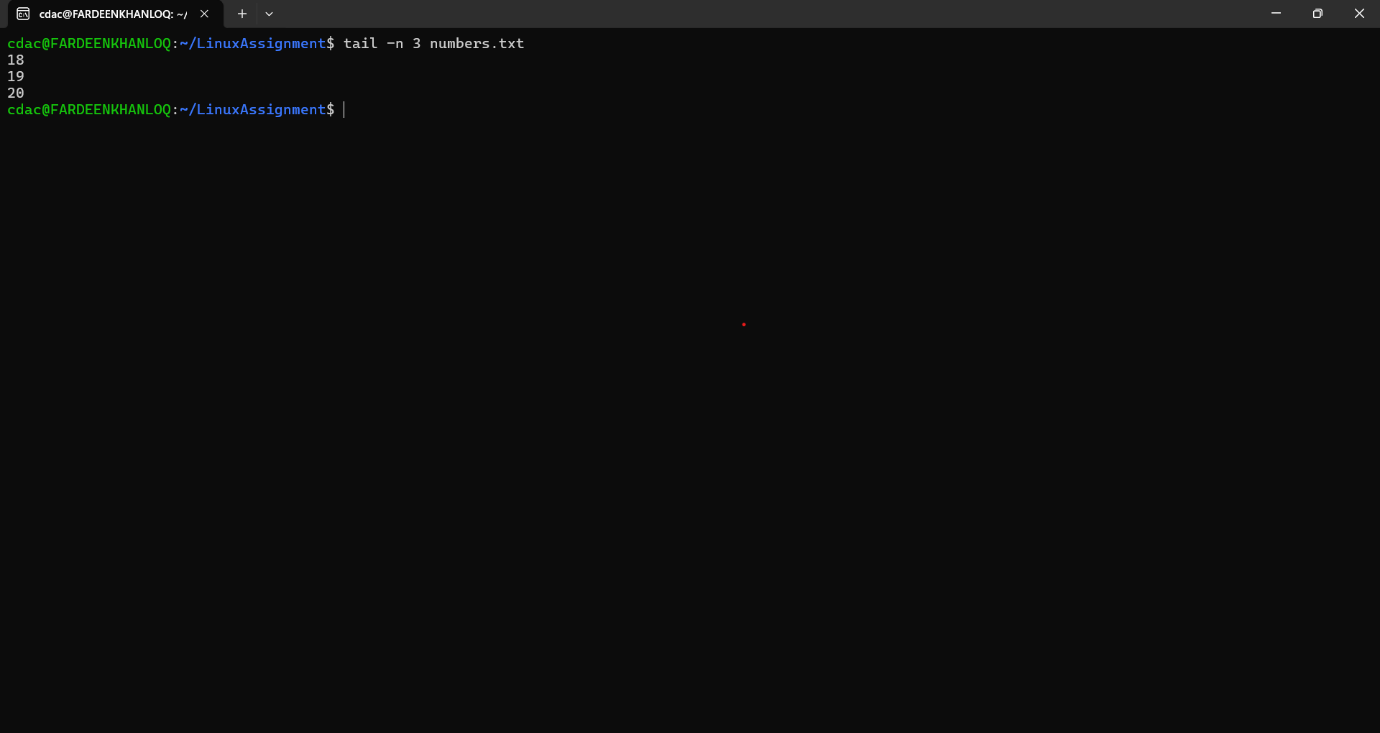 cdac@FARDEENKHANLOQ: ~/
cdac@FARDEENKHANLOQ:~/LinuxAssignment$ tail -n 3 numbers.txt
18
19
20
cdac@FARDEENKHANLOQ:~/LinuxAssignment$